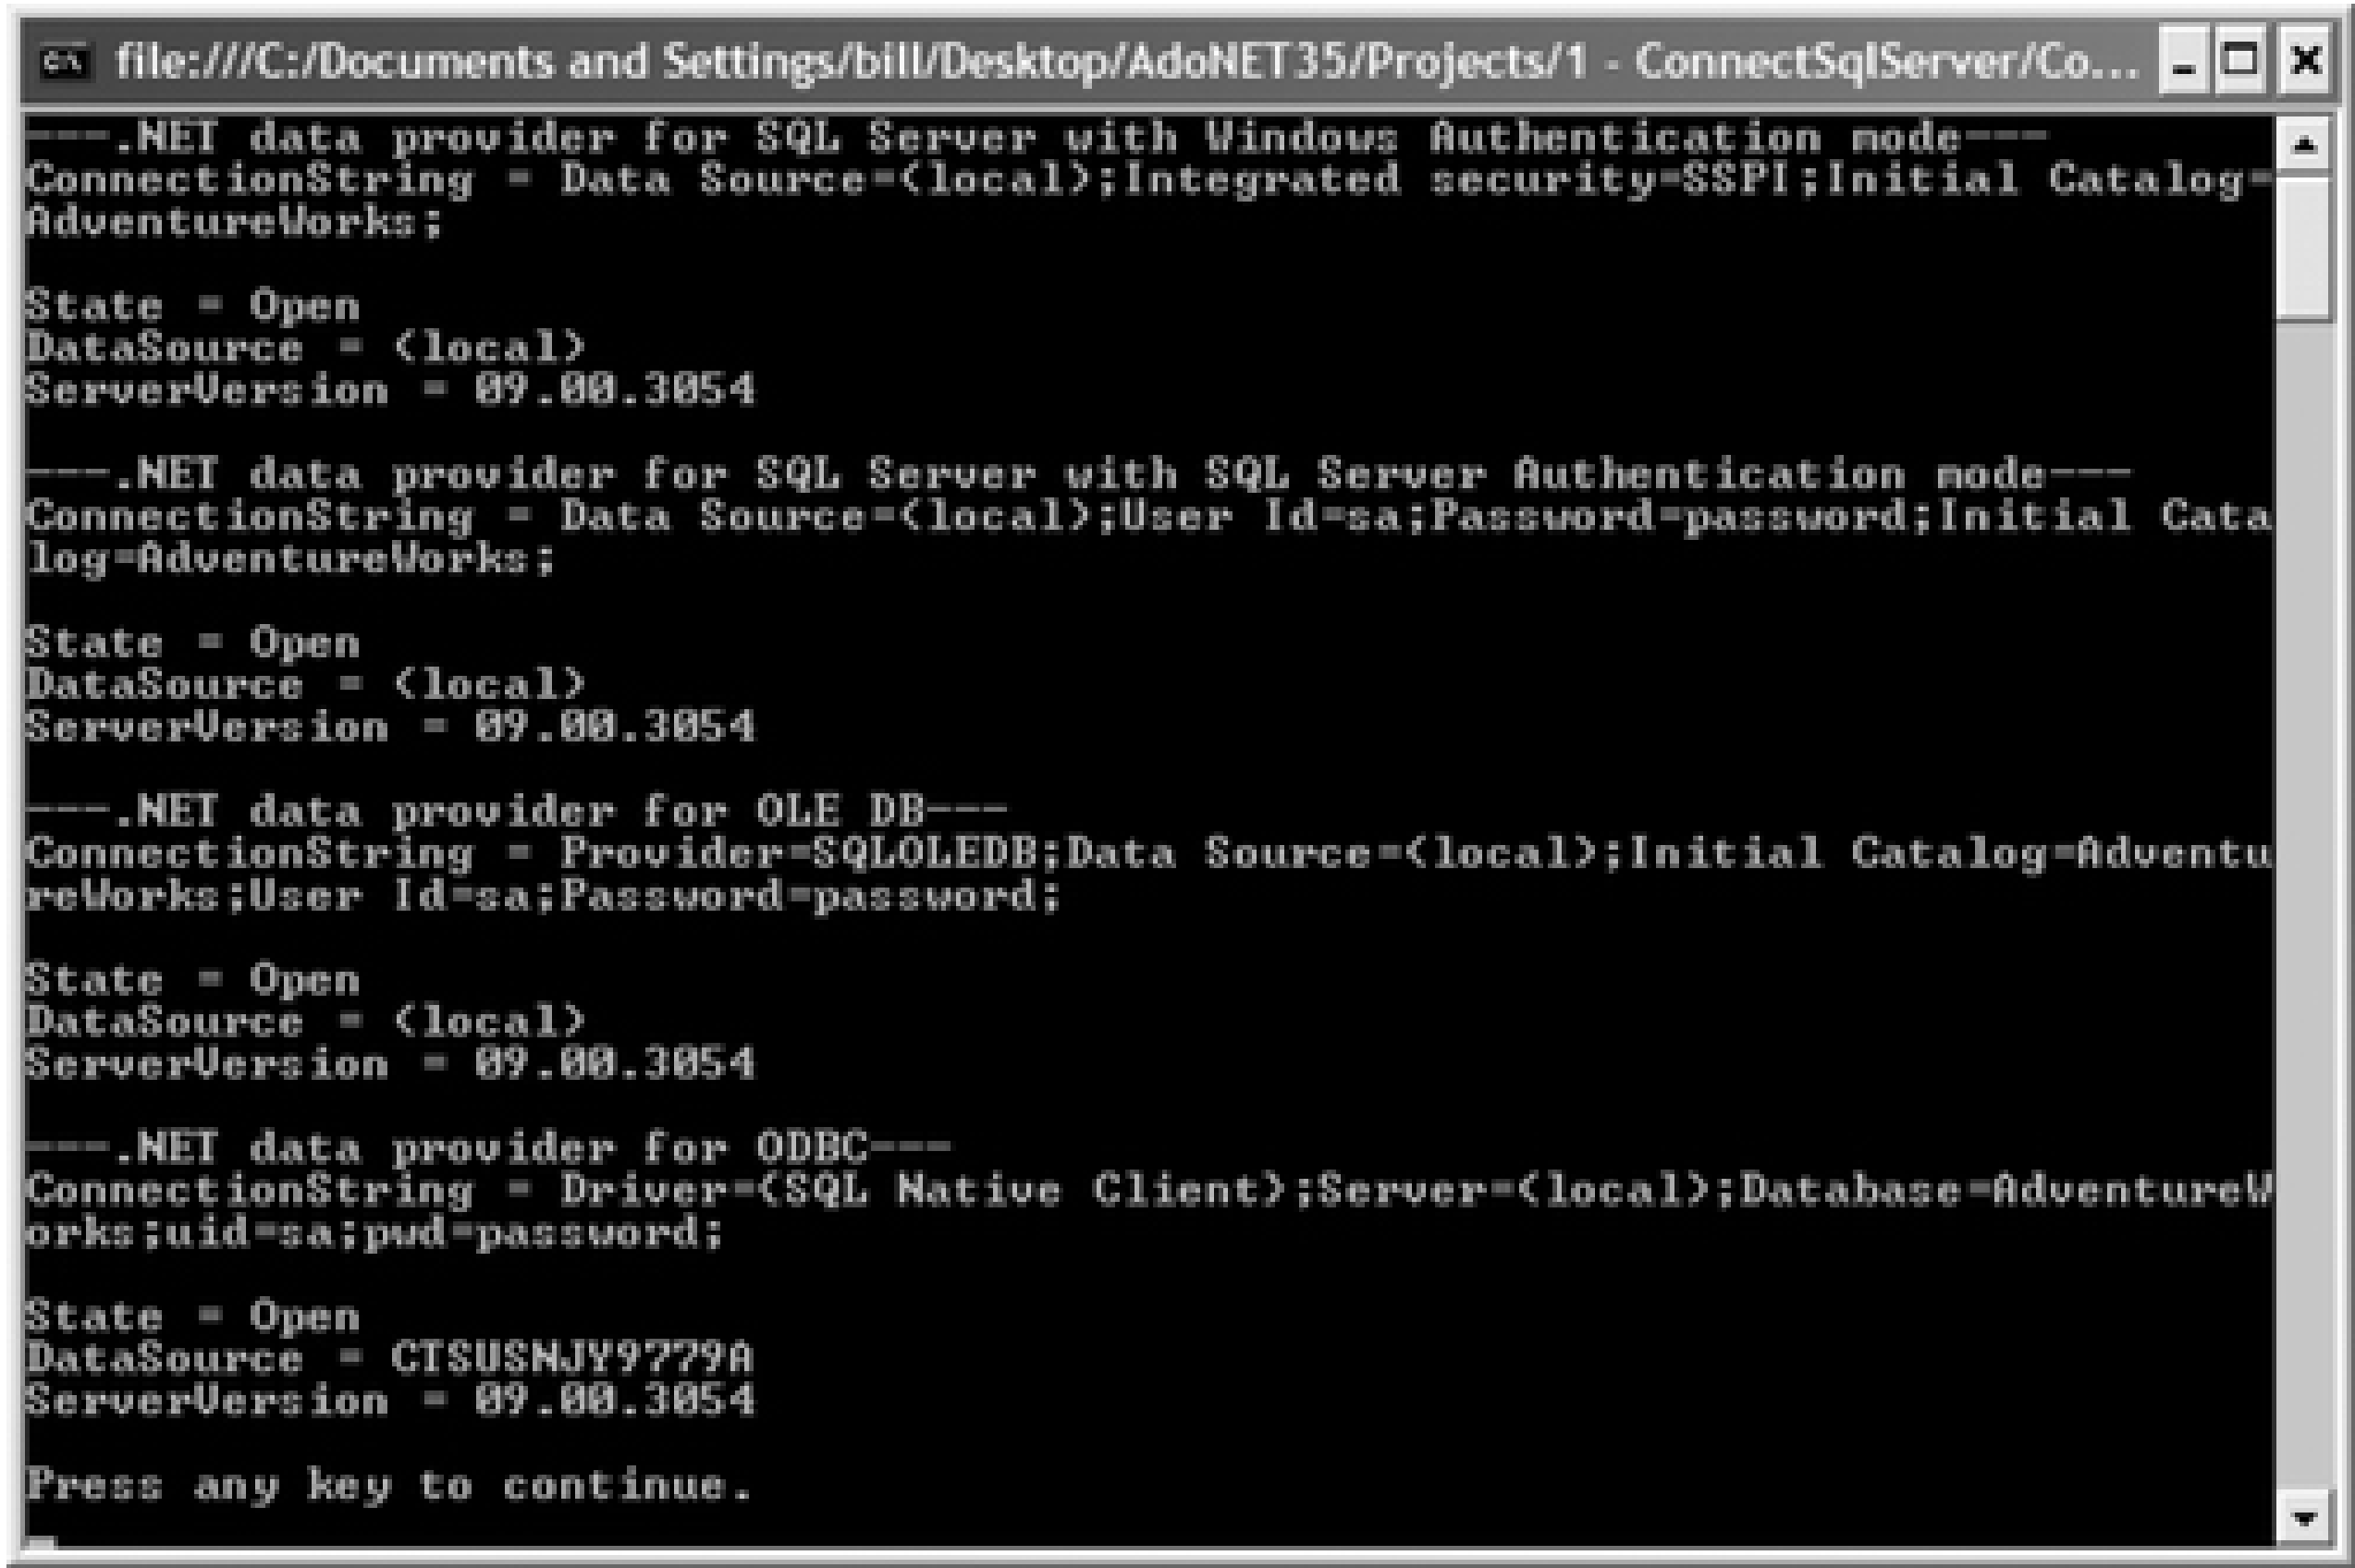 file:///C:/Documents and Settings/bill/Desktop/AdoNET35/Projects/1 - ConnectSqlServer/Co...
---.NET data provider for SQL Server with Windows Authentication mode---
ConnectionString = Data Source=(local);Integrated security=SSPI;Initial Catalog=
AdventureWorks;
State = Open
DataSource = (local)
ServerVersion = 09.00.3054
---.NET data provider for SQL Server with SQL Server Authentication mode---
ConnectionString = Data Source=(local);User Id=sa;Password=password;Initial Cata
log=AdventureWorks;
State = Open
DataSource = (local)
ServerVersion = 09.00.3054
---.NET data provider for OLE DB---
ConnectionString = Provider=SQLOLEDB;Data Source=(local);Initial Catalog=Adventu
reWorks;User Id=sa;Password=password;
State = Open
DataSource = (local)
ServerVersion = 09.00.3054
---.NET data provider for ODBC---
ConnectionString = Driver={SQL Native Client};Server=(local);Database=AdventureW
orks;uid=sa;pwd=password;
State = Open
DataSource = CTSUSNJY9779A
ServerVersion = 09.00.3054
Press any key to continue.